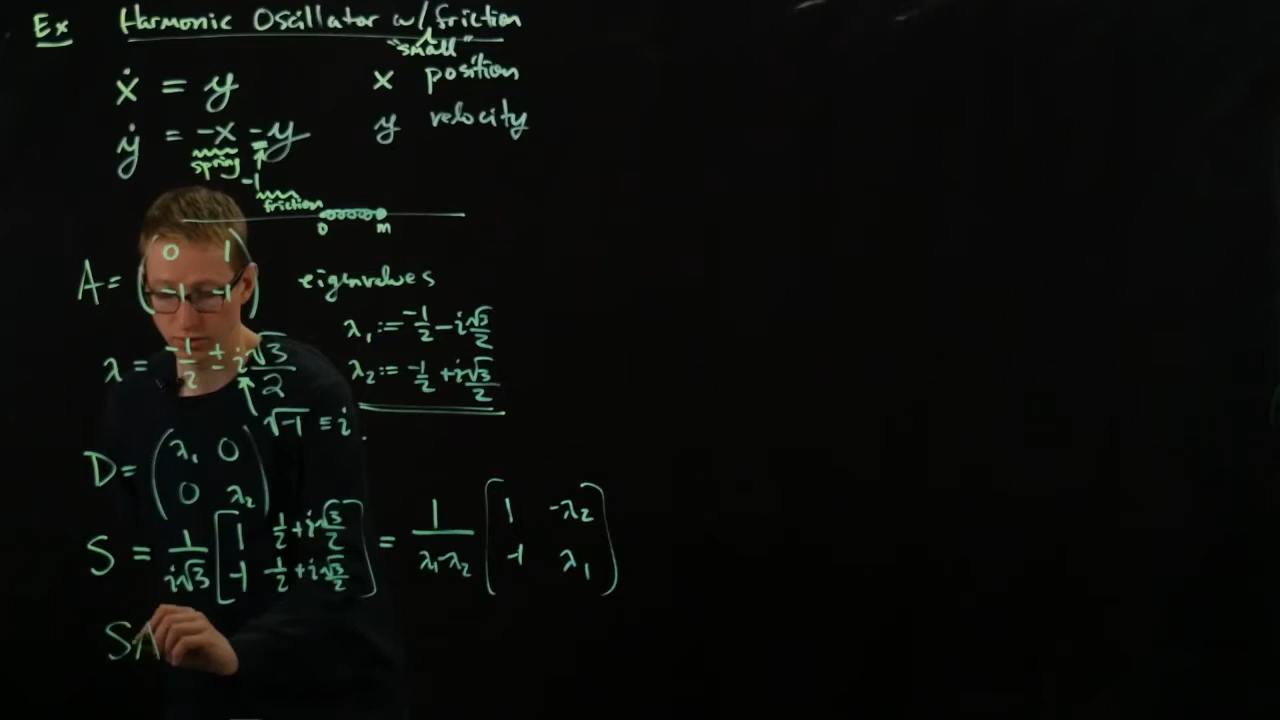 Ex Harmonic Oscillator w/ friction
"small"
ẋ = y x position
ẏ = -x -y y velocity
spring
-1
friction
0 m
A = ( 0 1
-1 -1 ) eigenvalues
λ₁ := -1/2 - i√3/2
λ = -1/2 ± i√3/2 λ₂ := -1/2 + i√3/2
√-1 ≡ i
D = ( λ₁ 0
0 λ₂ )
S = 1/i√3 [ 1 1/2+i√3/2
-1 -1/2+i√3/2 ] = 1/λ₁-λ₂ [ 1 -λ₂
-1 λ₁ ]
SA